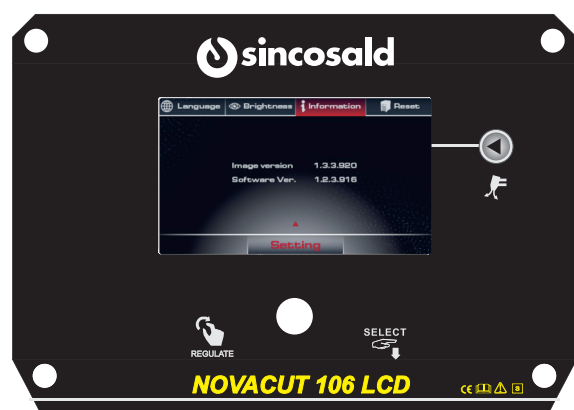 sincosald
Language Brightness Information Reset
Image version 1.3.3.920
Software Ver. 1.2.3.916
Setting
REGULATE
SELECT
NOVACUT 106 LCD
CE